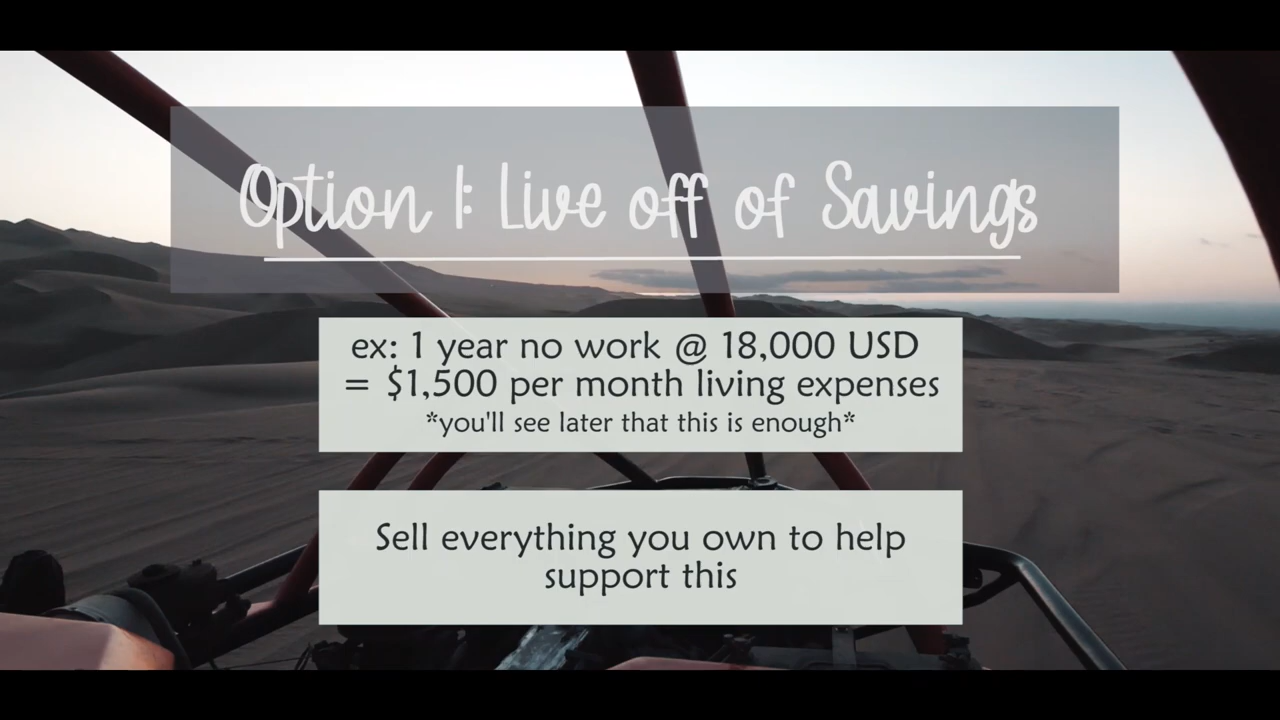 Option 1: Live off of Savings
ex: 1 year no work @ 18,000 USD
= $1,500 per month living expenses
*you'll see later that this is enough*
Sell everything you own to help
support this